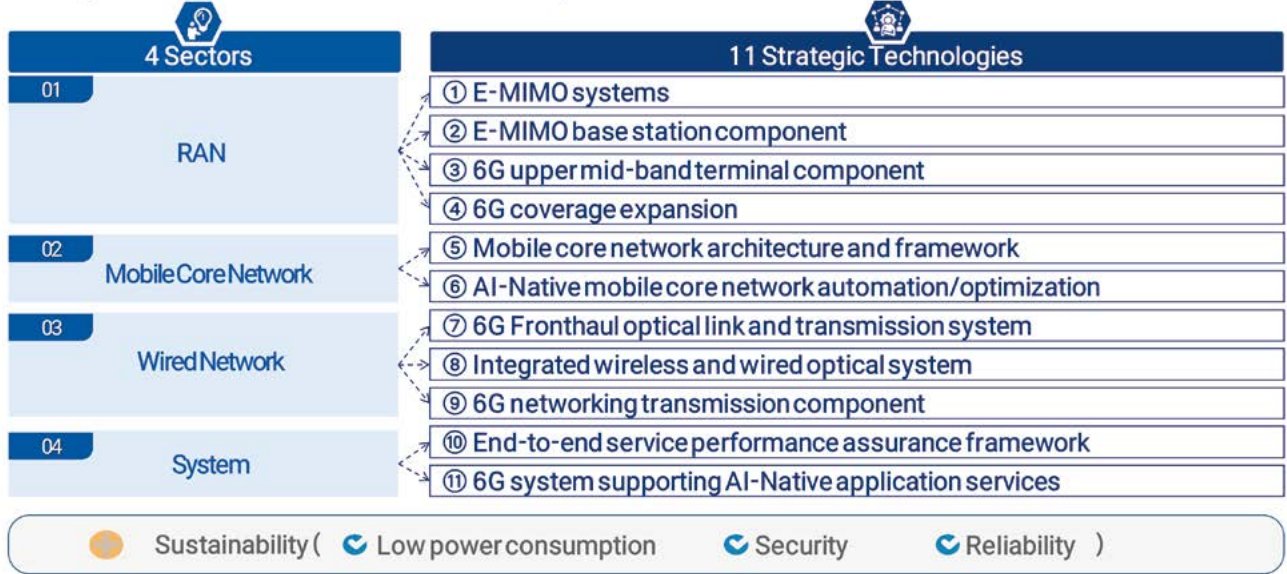 4 Sectors
11 Strategic Technologies
01
RAN
① E-MIMO systems
② E-MIMO base station component
③ 6G upper mid-band terminal component
④ 6G coverage expansion
02
Mobile Core Network
⑤ Mobile core network architecture and framework
⑥ AI-Native mobile core network automation/optimization
03
Wired Network
⑦ 6G Fronthaul optical link and transmission system
⑧ Integrated wireless and wired optical system
⑨ 6G networking transmission component
04
System
⑩ End-to-end service performance assurance framework
⑪ 6G system supporting AI-Native application services
Sustainability ( Low power consumption Security Reliability )